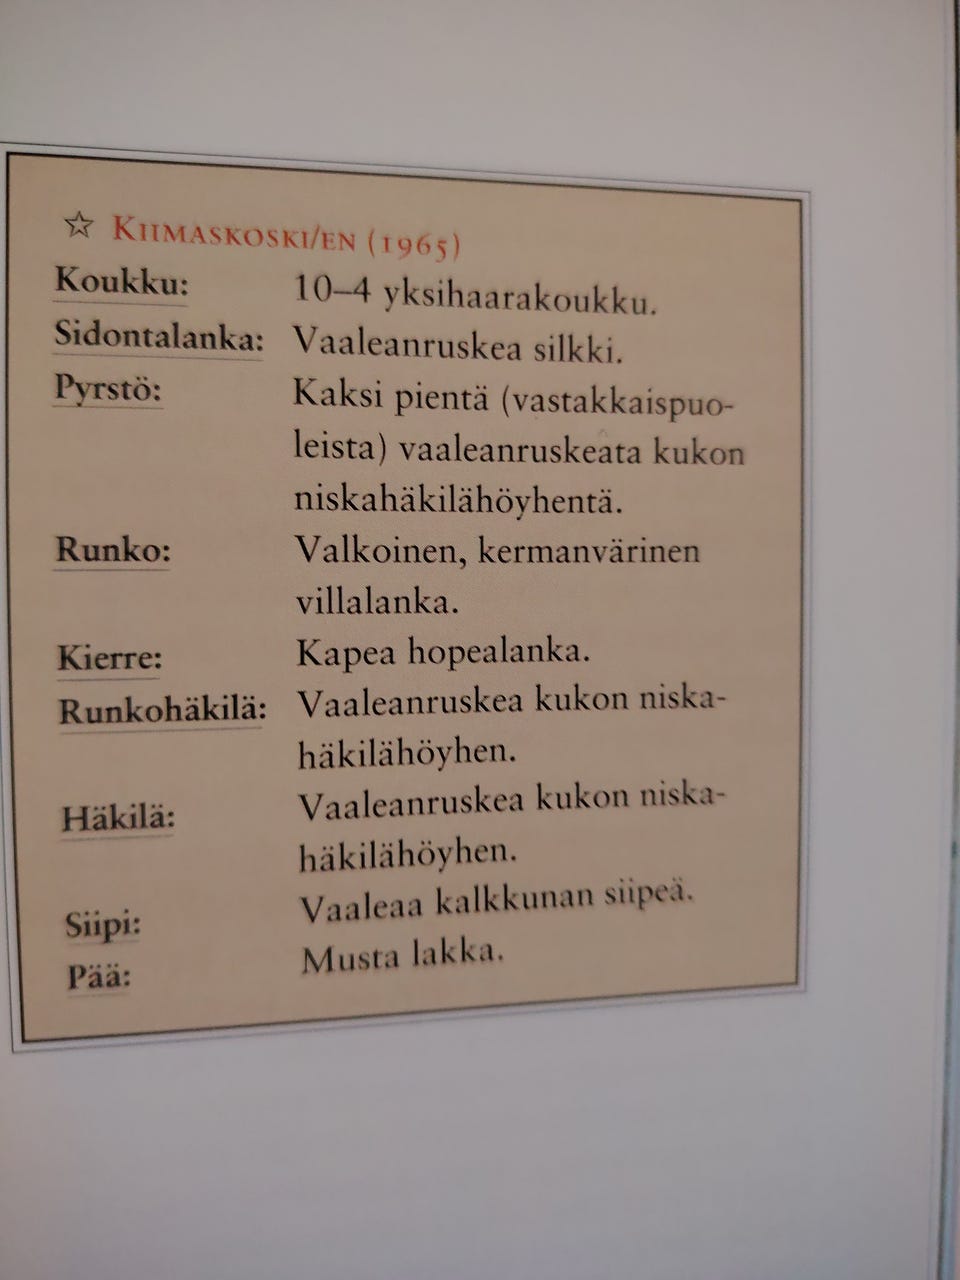 ☆ KIIMASKOSKI/EN (1965)
Koukku: 10–4 yksihaarakoukku.
Sidontalanka: Vaaleanruskea silkki.
Pyrstö: Kaksi pientä (vastakkaispuo-
leista) vaaleanruskeata kukon
niskahäkilähöyhentä.
Runko: Valkoinen, kermanvärinen
villalanka.
Kierre: Kapea hopealanka.
Runkohäkilä: Vaaleanruskea kukon niska-
häkilähöyhen.
Häkilä: Vaaleanruskea kukon niska-
häkilähöyhen.
Siipi: Vaaleaa kalkkunan siipeä.
Pää: Musta lakka.